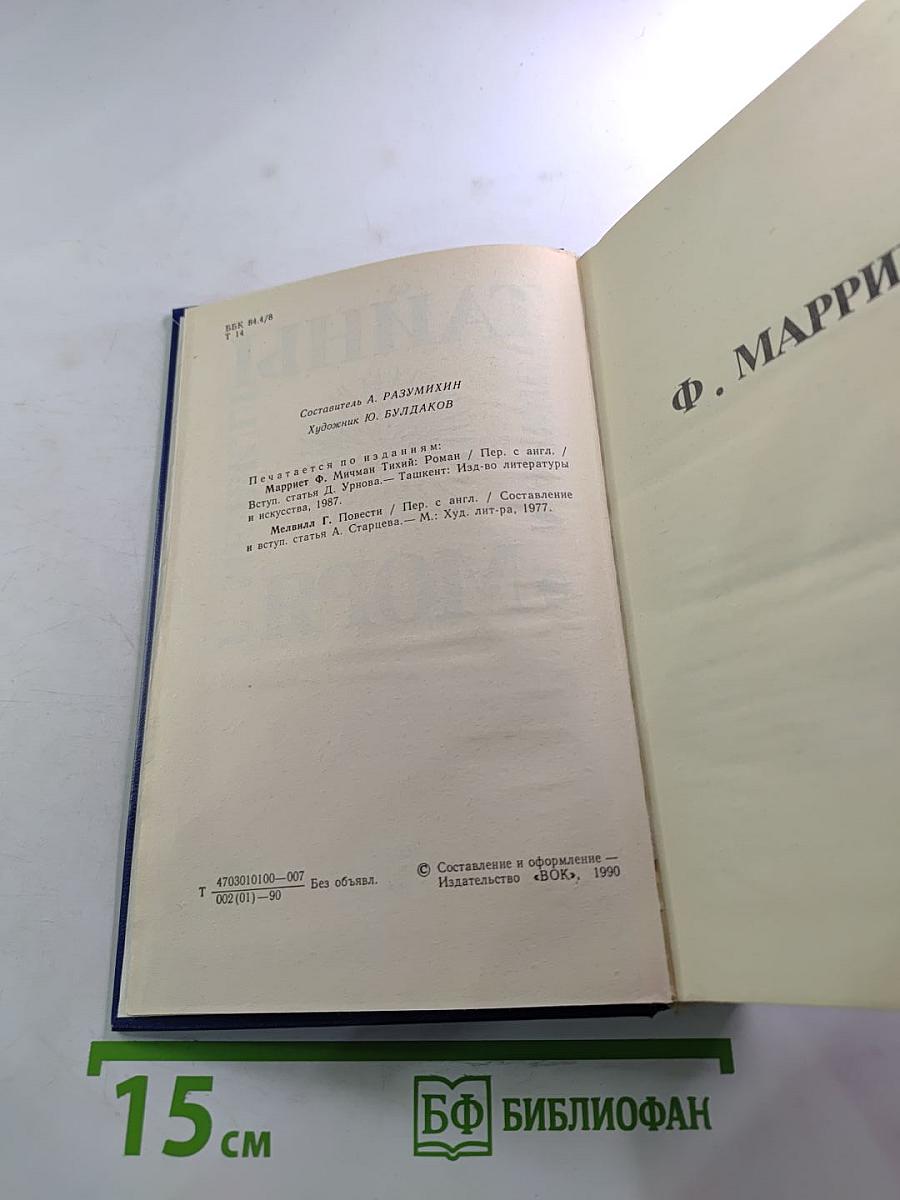 ББК 84.4/8
Т 14
Составитель А. РАЗУМИХИН
Художник Ю. БУЛДАКОВ
Печатается по изданиям:
Марриет Ф. Мичман Тихий: Роман / Пер. с англ. /
Вступ. статья Д. Урнова.— Ташкент: Изд-во литературы
и искусства, 1987.
Мелвилл Г. Повести / Пер. с англ. / Составление
и вступ. статья А. Старцева.— М.: Худ. лит-ра, 1977.
Т 4703010100—007
002(01)—90
Без объявл.
© Составление и оформление —
Издательство «ВОК», 1990
Ф. МАРРИ
15 см
БФ БИБЛИОФАН